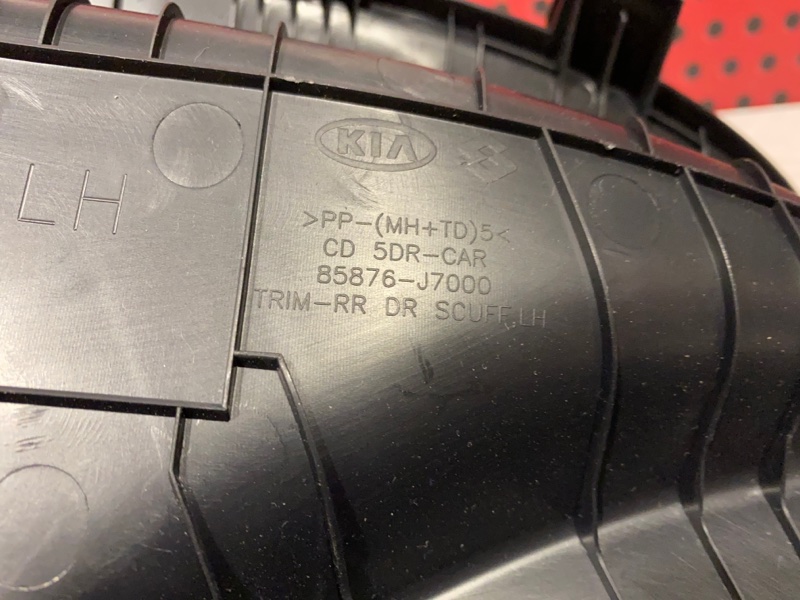 KIA
LH
>PP-(MH+TD)5<
CD 5DR-CAR
85876-J7000
TRIM-RR DR SCUFF,LH